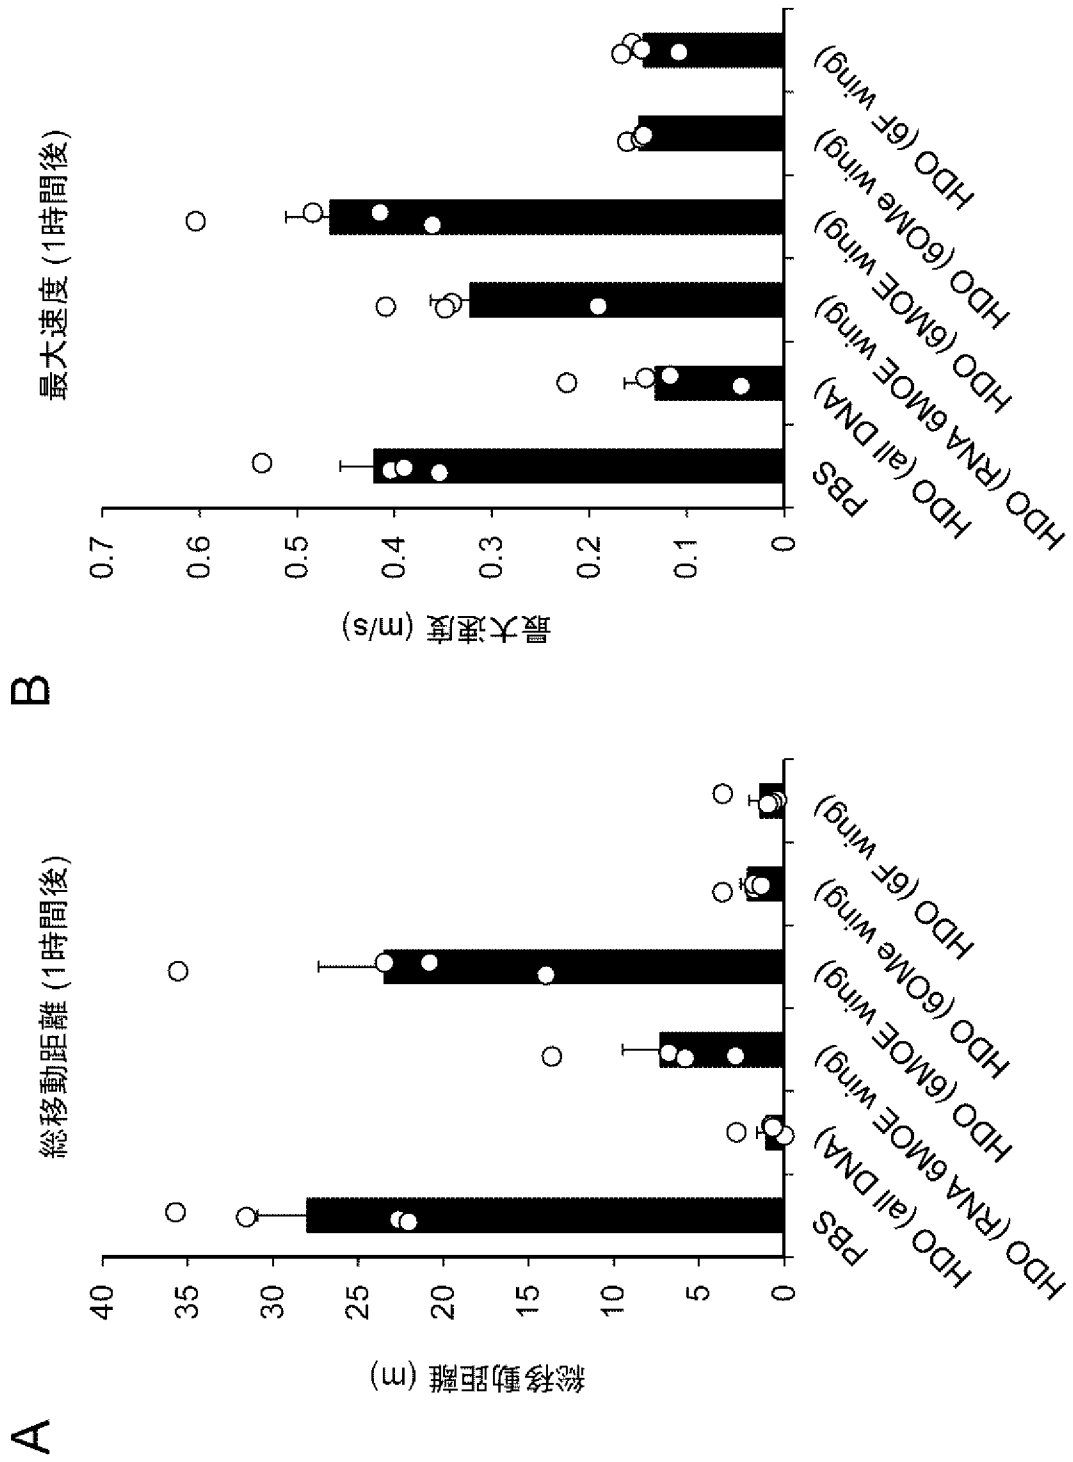 A
総移動距離 (1時間後)
総移動距離 (m)
40
35
30
25
20
15
10
5
0
PBS
HDO (all DNA)
HDO (RNA 6MOE wing)
HDO (6MOE wing)
HDO (6OMe wing)
HDO (6F wing)
B
最大速度 (1時間後)
最大速度 (m/s)
0.7
0.6
0.5
0.4
0.3
0.2
0.1
0
PBS
HDO (all DNA)
HDO (RNA 6MOE wing)
HDO (6MOE wing)
HDO (6OMe wing)
HDO (6F wing)